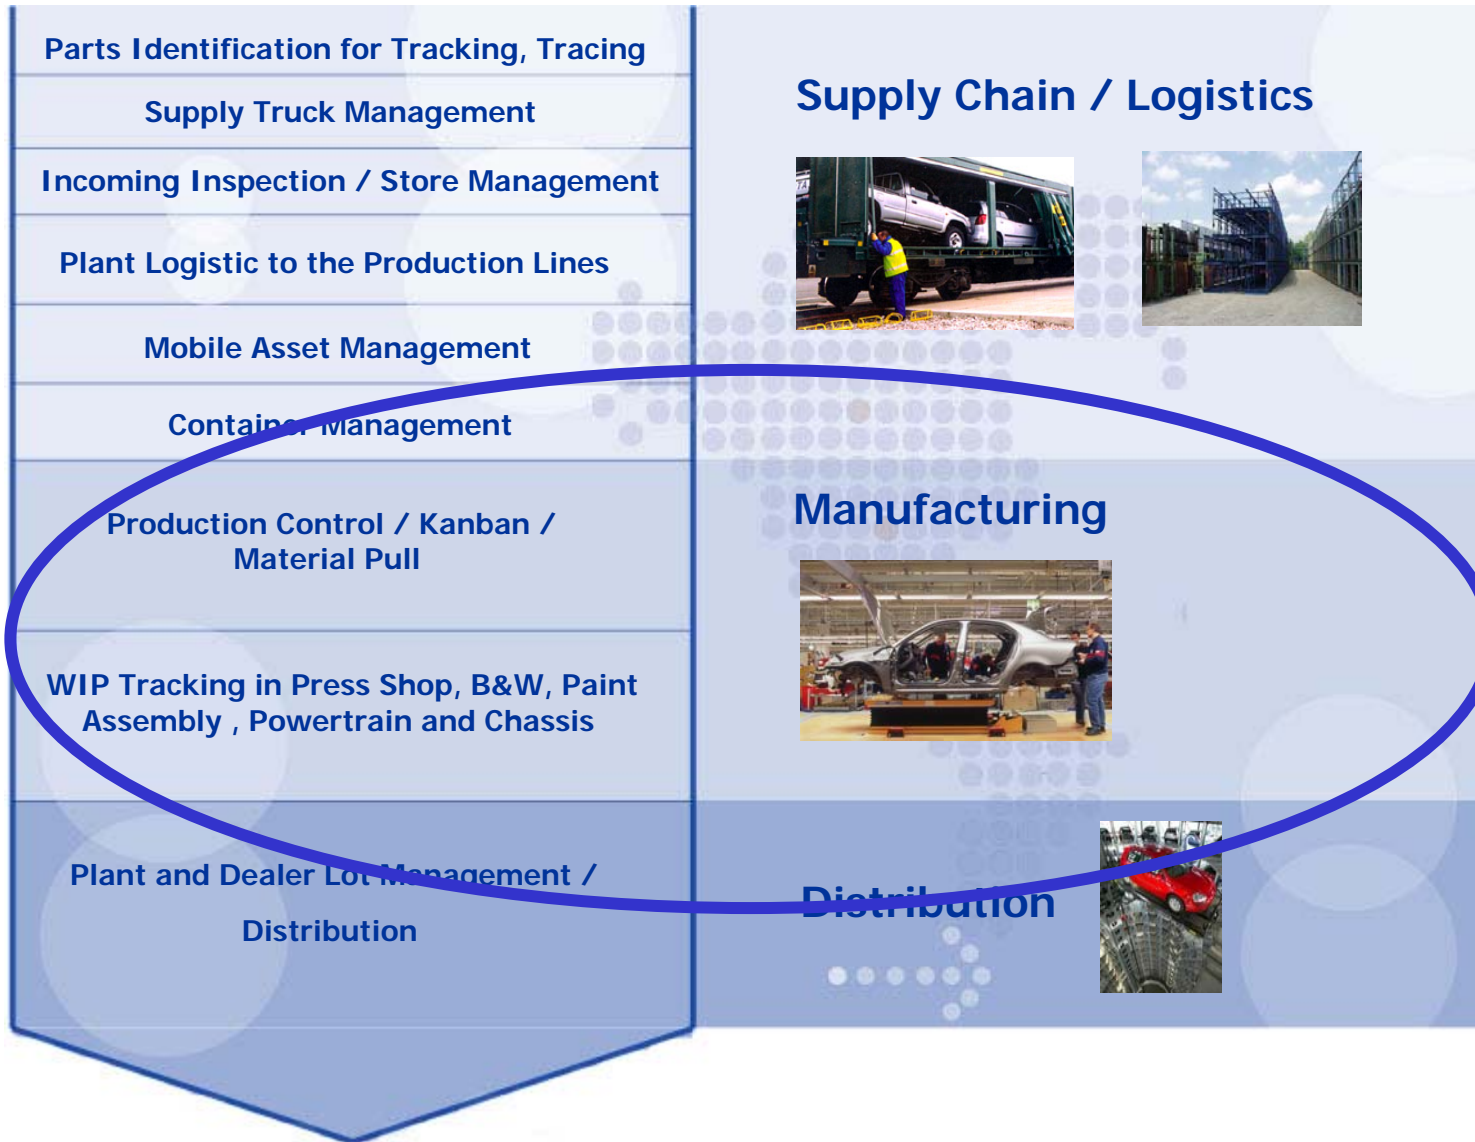 Parts Identification for Tracking, Tracing
Supply Truck Management
Incoming Inspection / Store Management
Plant Logistic to the Production Lines
Mobile Asset Management
Container Management
Production Control / Kanban /
Material Pull
WIP Tracking in Press Shop, B&W, Paint
Assembly , Powertrain and Chassis
Plant and Dealer Lot Management /
Distribution
Supply Chain / Logistics
Manufacturing
Distribution